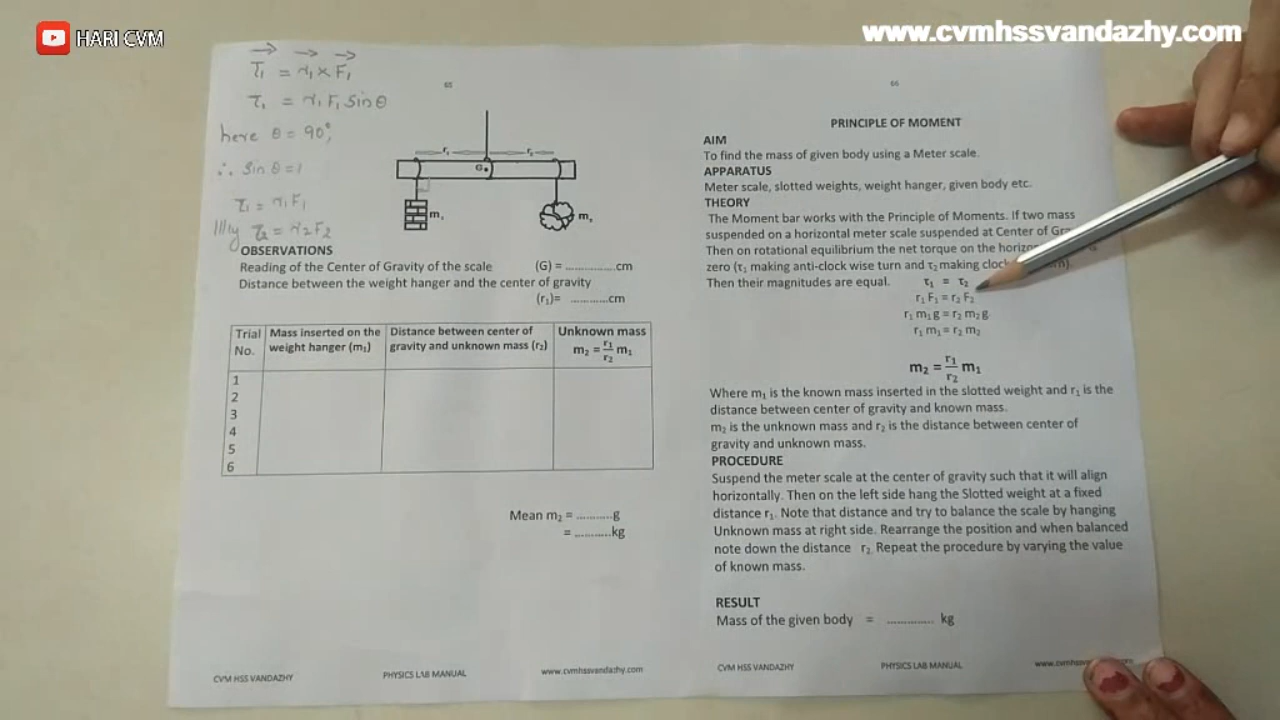 HARI CVM
www.cvmhssvandazhy.com
τ₁ = r₁ × F₁
τ₁ = r₁ F₁ Sin θ
here θ = 90°,
∴ Sin θ = 1
τ₁ = r₁ F₁
|||ly τ₂ = r₂ F₂
65
r₁ r₂
G
m₁ m₂
OBSERVATIONS
Reading of the Center of Gravity of the scale (G) = ...............cm
Distance between the weight hanger and the center of gravity
(r₁)= ............cm
Trial No. Mass inserted on the weight hanger (m₁) Distance between center of gravity and unknown mass (r₂) Unknown mass m₂ = r₁/r₂ m₁
1
2
3
4
5
6
Mean m₂ = ...........g
= ...........kg
CVM HSS VANDAZHY PHYSICS LAB MANUAL www.cvmhssvandazhy.com
66
PRINCIPLE OF MOMENT
AIM
To find the mass of given body using a Meter scale.
APPARATUS
Meter scale, slotted weights, weight hanger, given body etc.
THEORY
The Moment bar works with the Principle of Moments. If two mass
suspended on a horizontal meter scale suspended at Center of
Then on rotational equilibrium the net torque on the
zero (τ₁ making anti-clock wise turn and τ₂ making
Then their magnitudes are equal. τ₁ = τ₂
r₁ F₁ = r₂ F₂
r₁ m₁g = r₂ m₂g
r₁ m₁ = r₂ m₂
m₂ = r₁/r₂ m₁
Where m₁ is the known mass inserted in the slotted weight and r₁ is the
distance between center of gravity and known mass.
m₂ is the unknown mass and r₂ is the distance between center of
gravity and unknown mass.
PROCEDURE
Suspend the meter scale at the center of gravity such that it will align
horizontally. Then on the left side hang the Slotted weight at a fixed
distance r₁. Note that distance and try to balance the scale by hanging
Unknown mass at right side. Rearrange the position and when balanced
note down the distance r₂. Repeat the procedure by varying the value
of known mass.
RESULT
Mass of the given body = .............. kg
CVM HSS VANDAZHY PHYSICS LAB MANUAL